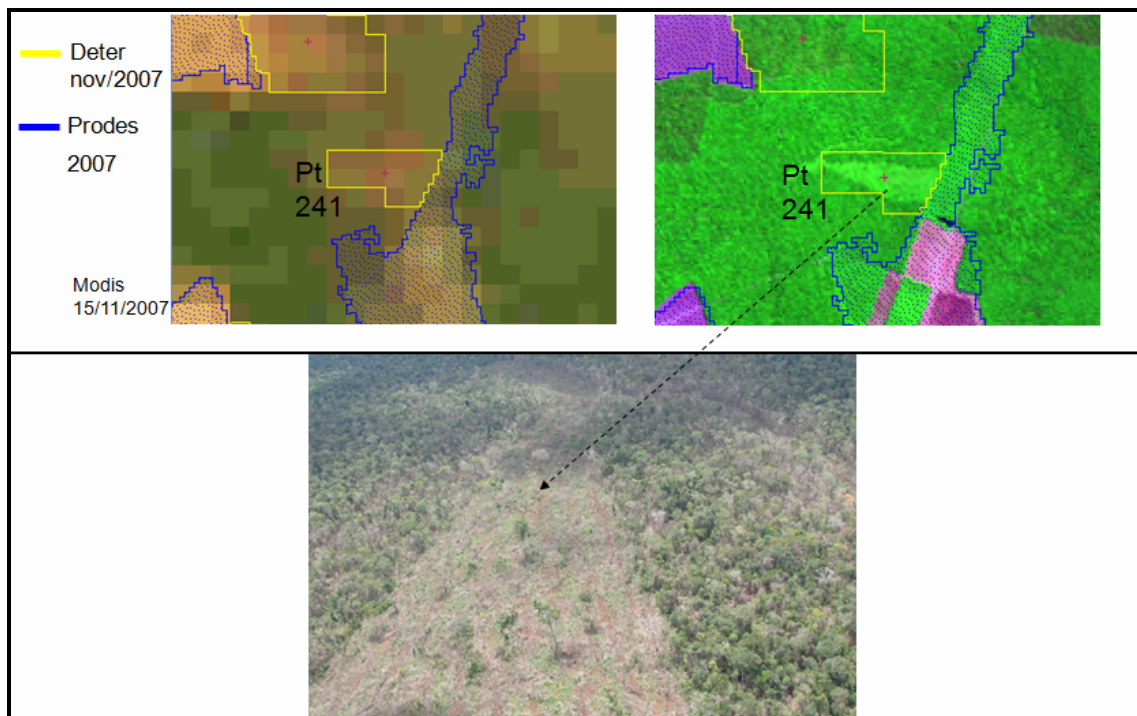 Deter
nov/2007
Prodes
2007
Pt
241
Modis
15/11/2007
Pt
241